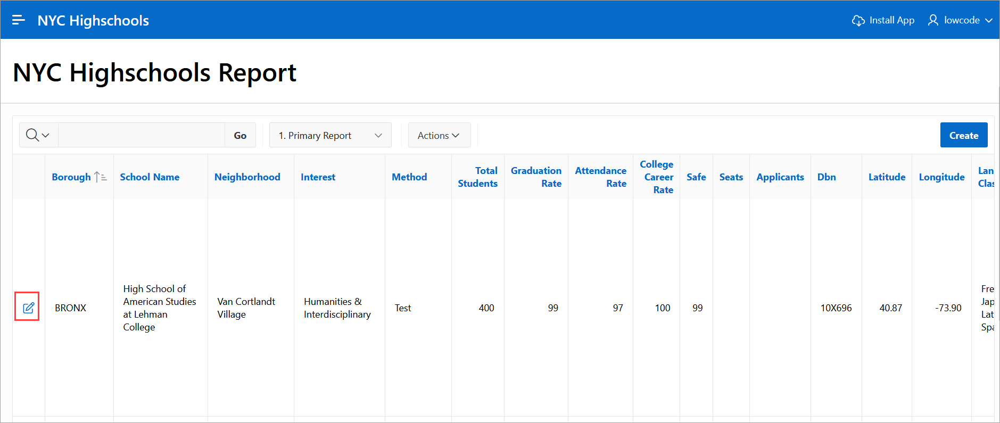 NYC Highschools
Install App
lowcode
NYC Highschools Report
Go
1. Primary Report
Actions
Create
Borough
School Name
Neighborhood
Interest
Method
Total
Students
Graduation
Rate
Attendance
Rate
College
Career
Rate
Safe
Seats
Applicants
Dbn
Latitude
Longitude
Lan
Clas
BRONX
High School of
American Studies
at Lehman
College
Van Cortlandt
Village
Humanities &
Interdisciplinary
Test
400
99
97
100
99
10X696
40.87
-73.90
Fre
Jap
Lat
Spa